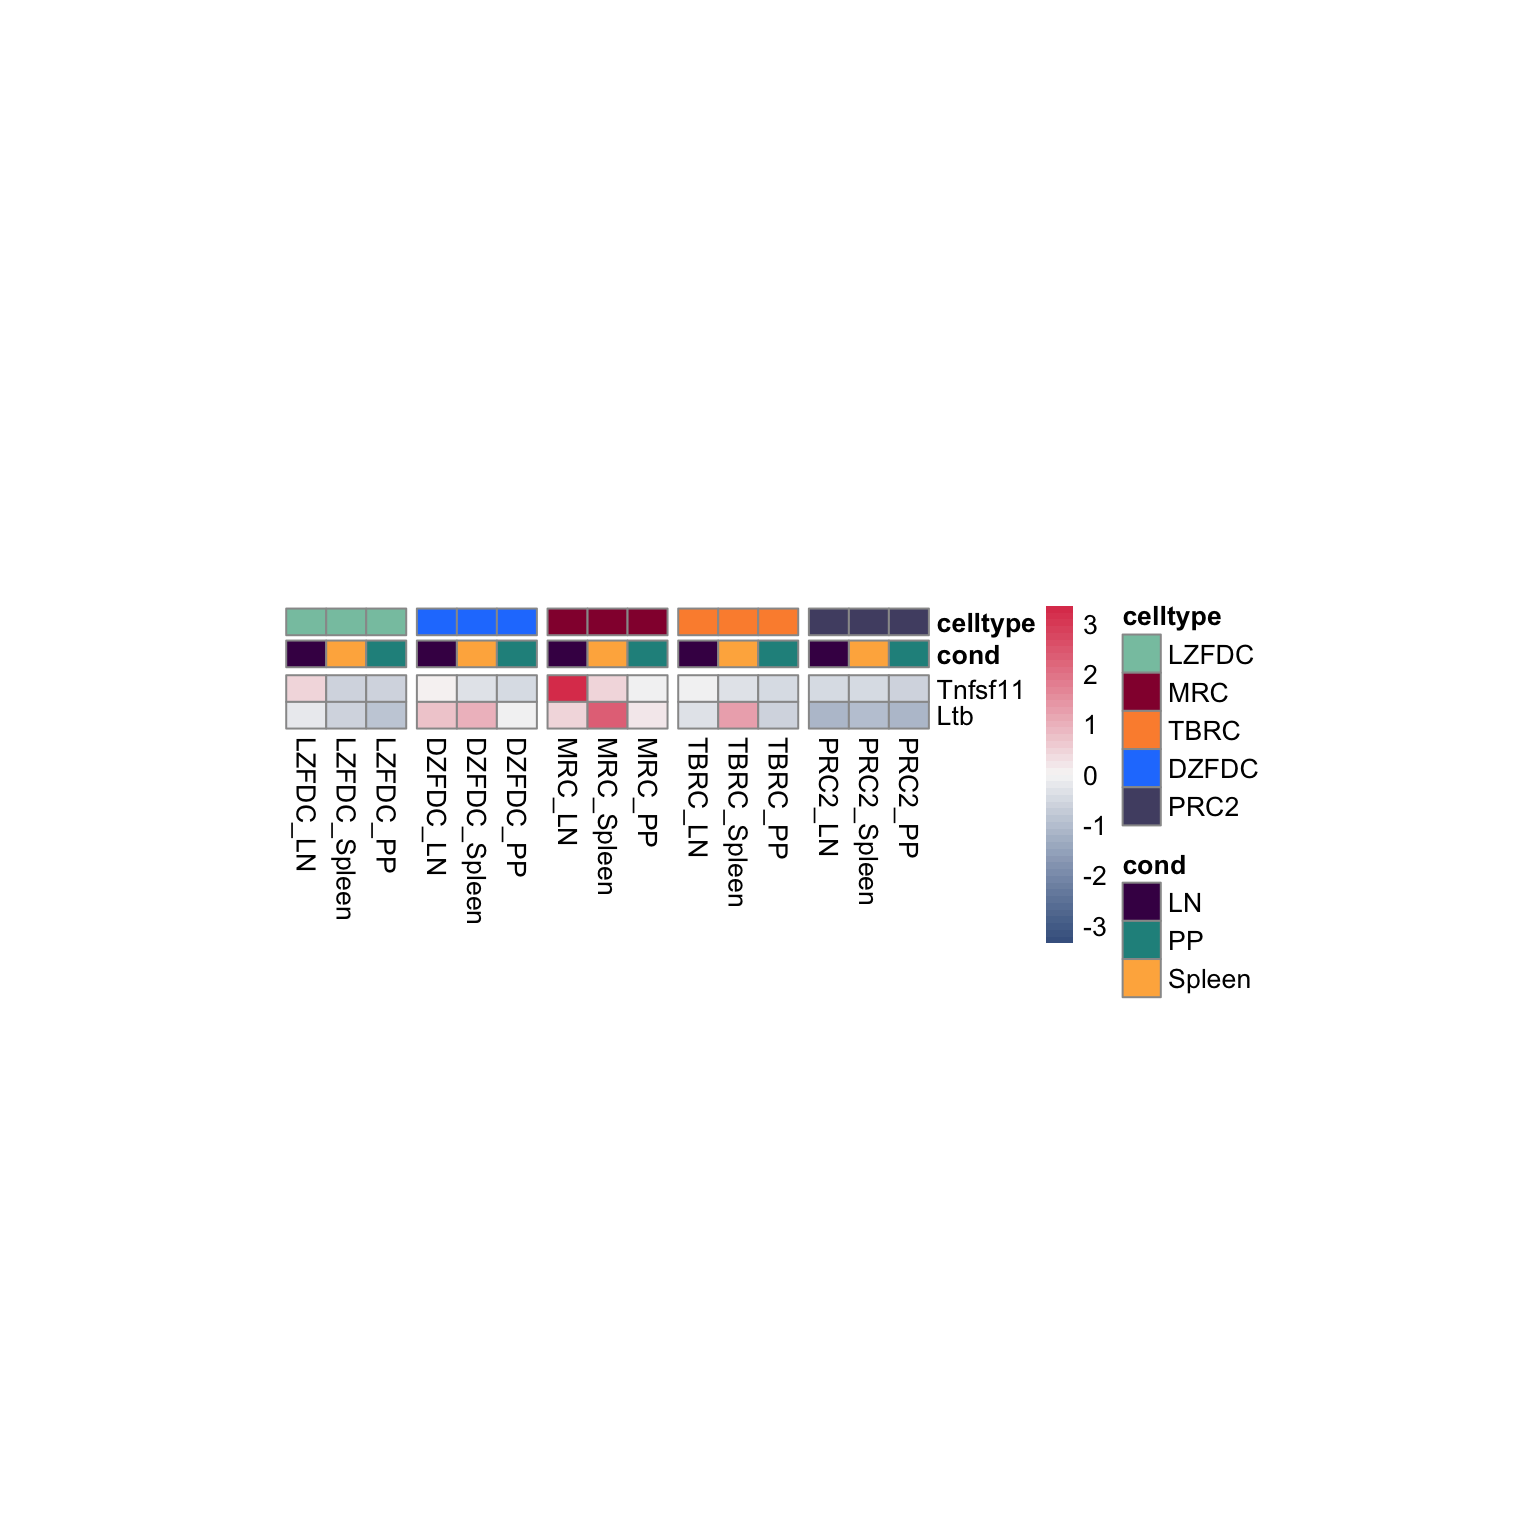 celltype
cond
Tnfsf11
Ltb
LZFDC_LN
LZFDC_Spleen
LZFDC_PP
DZFDC_LN
DZFDC_Spleen
DZFDC_PP
MRC_LN
MRC_Spleen
MRC_PP
TBRC_LN
TBRC_Spleen
TBRC_PP
PRC2_LN
PRC2_Spleen
PRC2_PP
3
2
1
0
-1
-2
-3
celltype
LZFDC
MRC
TBRC
DZFDC
PRC2
cond
LN
PP
Spleen